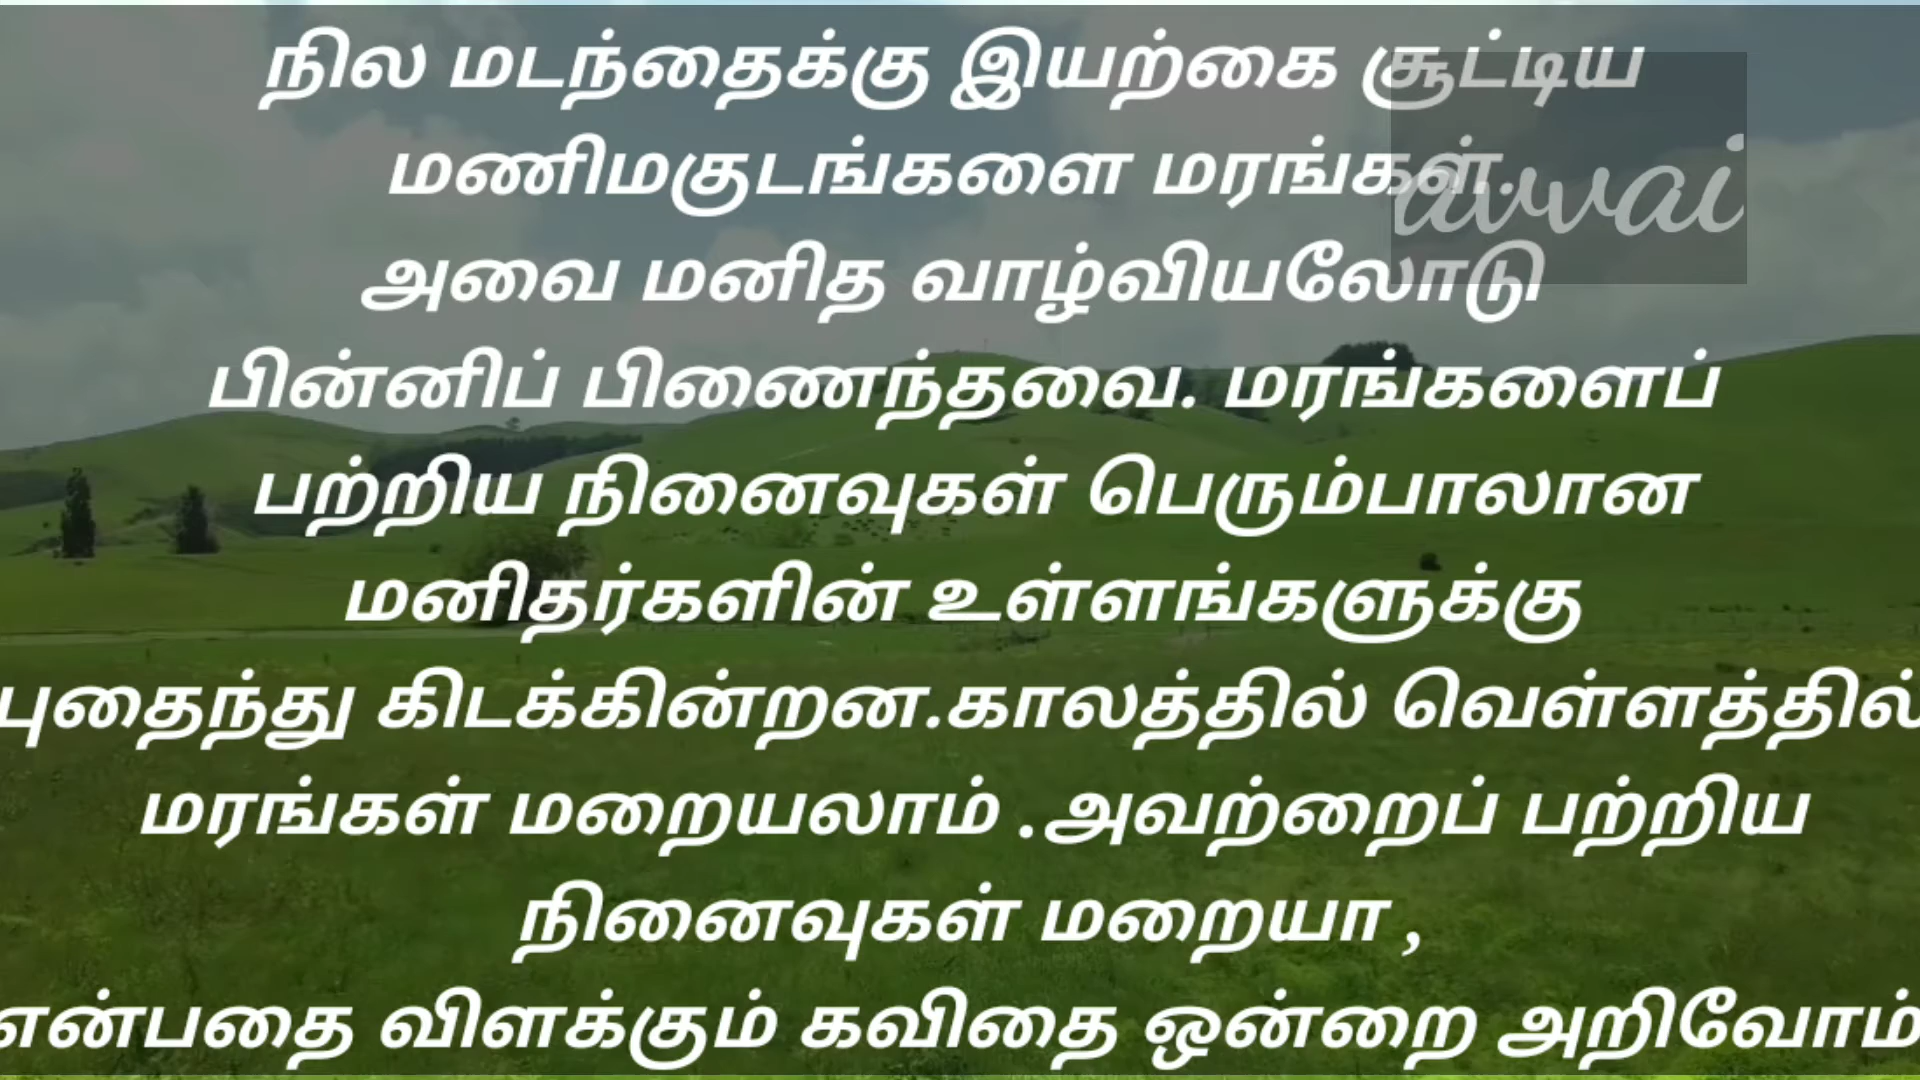 நில மடந்தைக்கு இயற்கை சூட்டிய
மணிமகுடங்களை மரங்கள்.
avvai
அவை மனித வாழ்வியலோடு
பின்னிப் பிணைந்தவை. மரங்களைப்
பற்றிய நினைவுகள் பெரும்பாலான
மனிதர்களின் உள்ளங்களுக்கு
புதைந்து கிடக்கின்றன.காலத்தில் வெள்ளத்தில்
மரங்கள் மறையலாம் .அவற்றைப் பற்றிய
நினைவுகள் மறையா ,
என்பதை விளக்கும் கவிதை ஒன்றை அறிவோம்